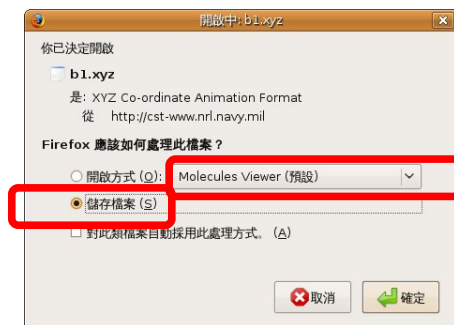 開啟中: b1.xyz
你已決定開啟
b1.xyz
是: XYZ Co-ordinate Animation Format
從 http://cst-www.nrl.navy.mil
Firefox 應該如何處理此檔案？
開啟方式 (O): Molecules Viewer (預設)
儲存檔案 (S)
對此類檔案自動採用此處理方式。 (A)
取消 確定